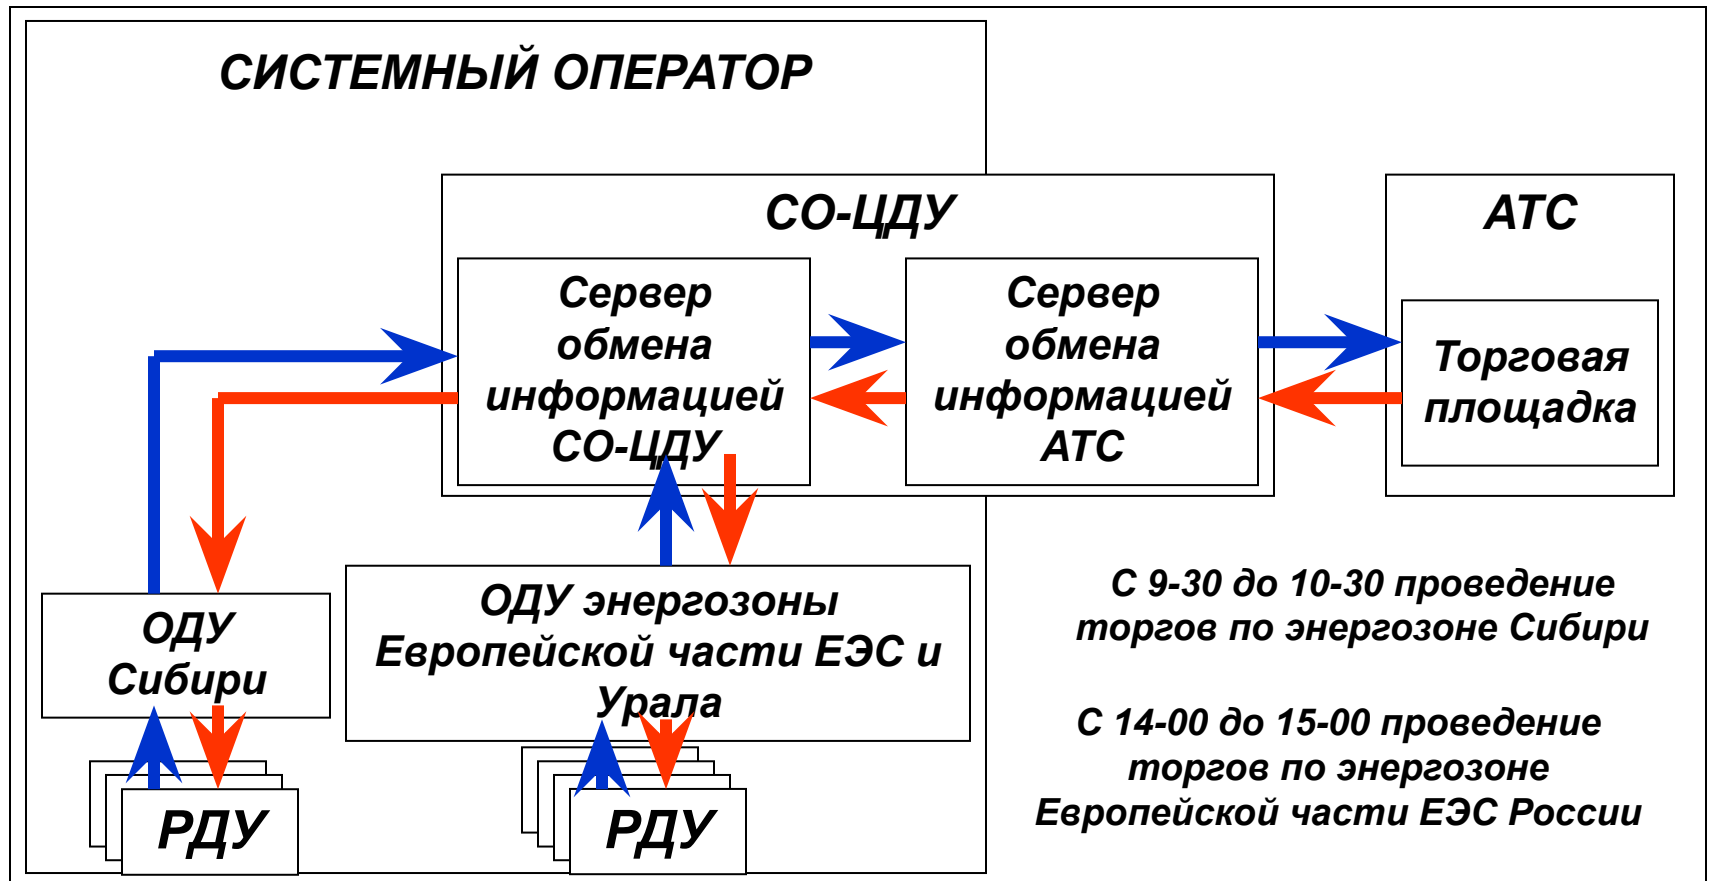 СИСТЕМНЫЙ ОПЕРАТОР
СО-ЦДУ
АТС
Сервер
обмена
информацией
СО-ЦДУ
Сервер
обмена
информацией
АТС
Торговая
площадка
ОДУ
Сибири
ОДУ энергозоны
Европейской части ЕЭС и
Урала
РДУ
РДУ
С 9-30 до 10-30 проведение
торгов по энергозоне Сибири
С 14-00 до 15-00 проведение
торгов по энергозоне
Европейской части ЕЭС России